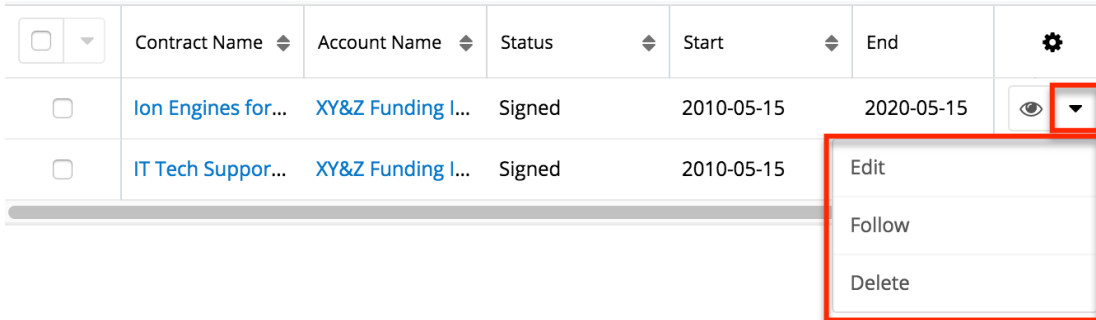 Contract Name Account Name Status Start End
Ion Engines for... XY&Z Funding I... Signed 2010-05-15 2020-05-15
IT Tech Suppor... XY&Z Funding I... Signed 2010-05-15
Edit
Follow
Delete